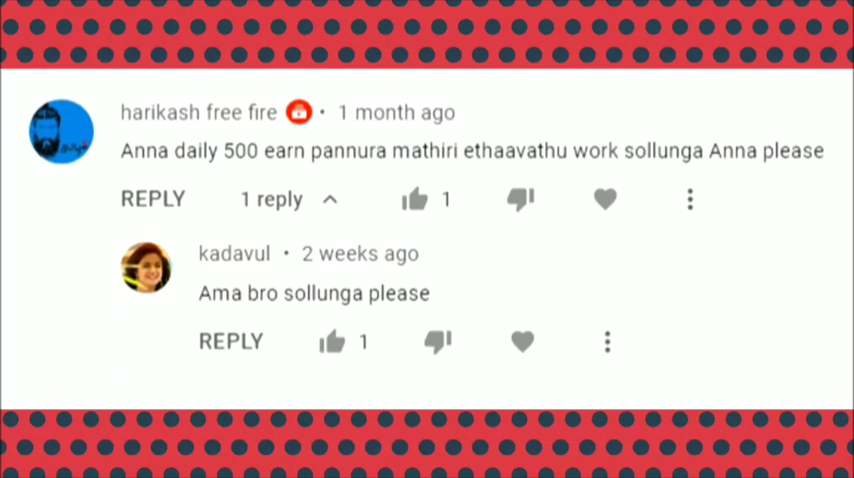 harikash free fire • 1 month ago
Anna daily 500 earn pannura mathiri ethaavathu work sollunga Anna please
REPLY 1 reply 1
kadavul • 2 weeks ago
Ama bro sollunga please
REPLY 1